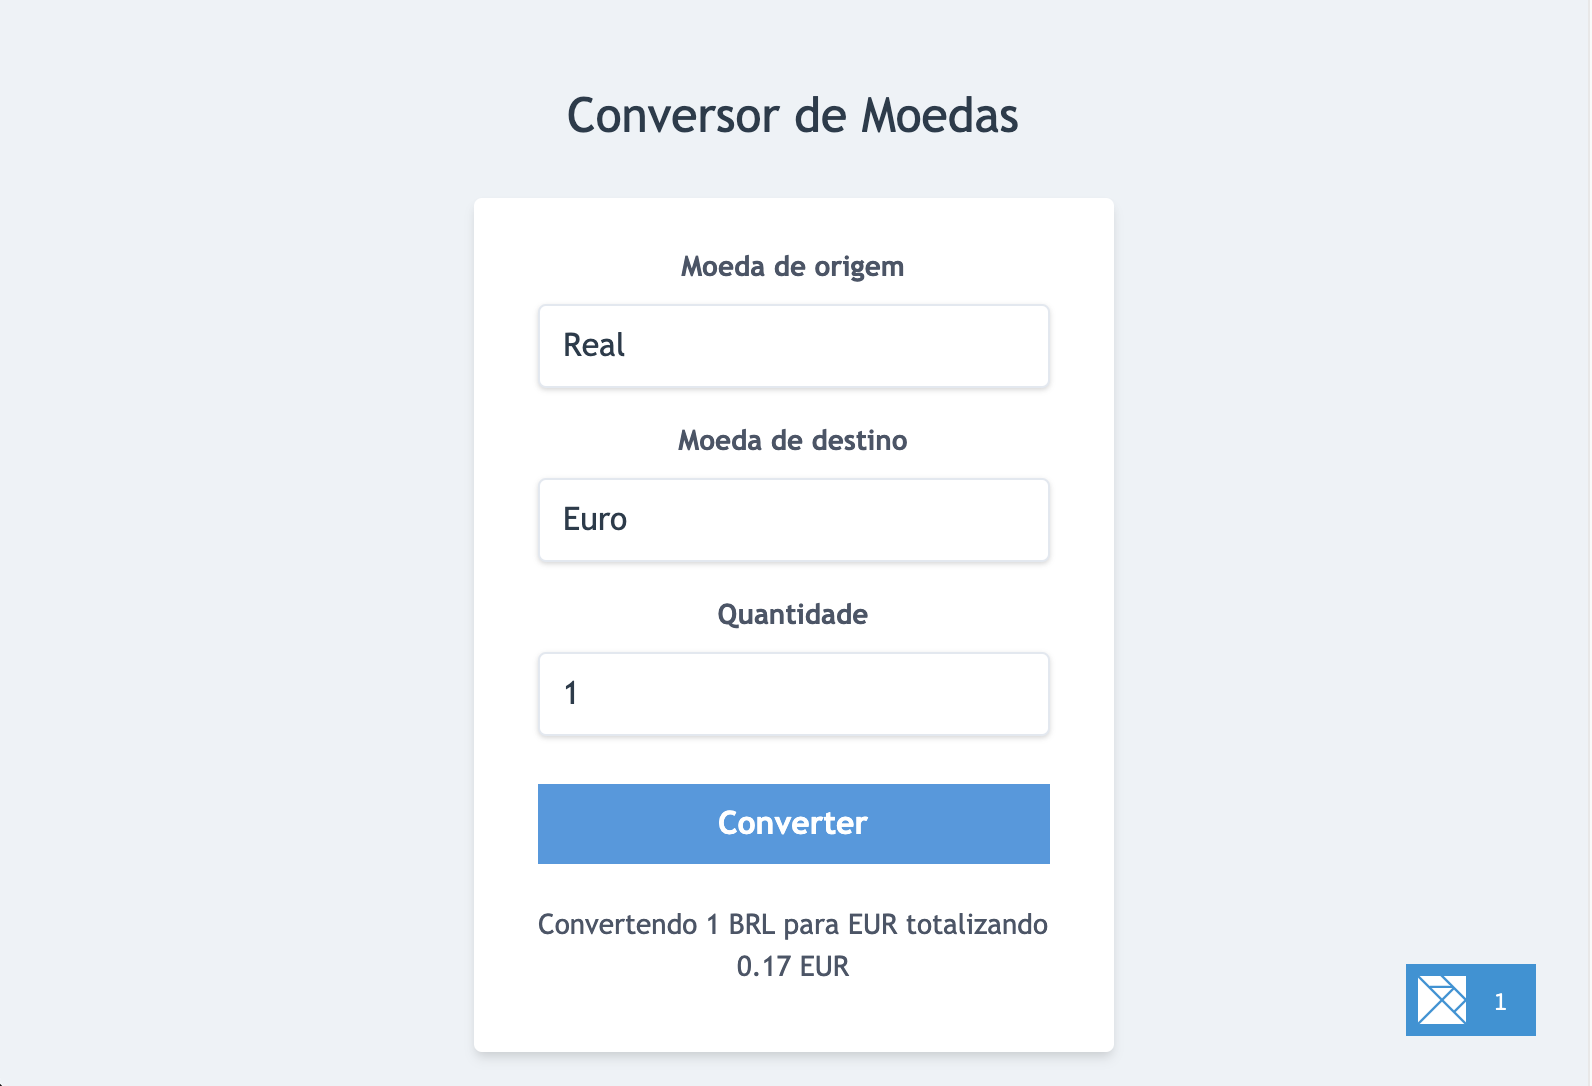 Conversor de Moedas
Moeda de origem
Real
Moeda de destino
Euro
Quantidade
1
Converter
Convertendo 1 BRL para EUR totalizando
0.17 EUR
1